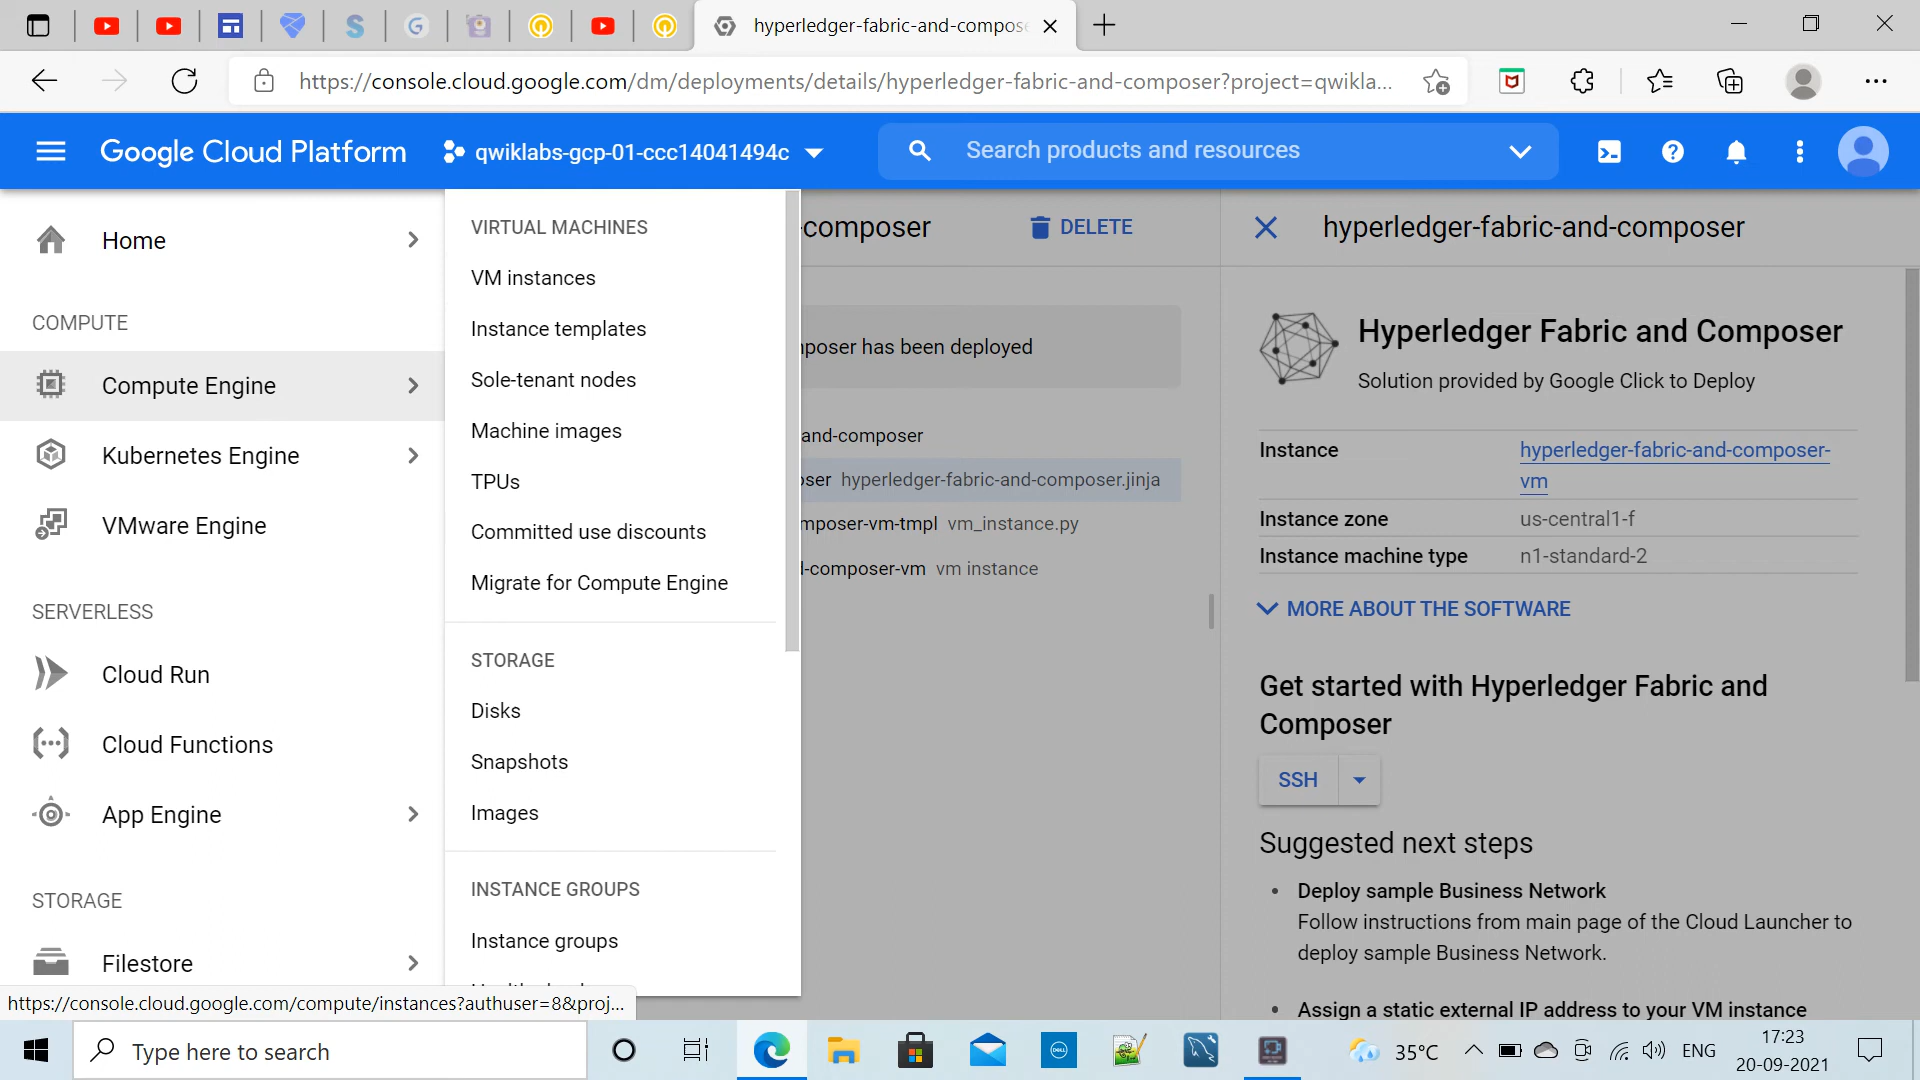 hyperledger-fabric-and-compos
https://console.cloud.google.com/dm/deployments/details/hyperledger-fabric-and-composer?project=qwikla...
Google Cloud Platform
qwiklabs-gcp-01-ccc14041494c
Search products and resources
Home
COMPUTE
Compute Engine
Kubernetes Engine
VMware Engine
SERVERLESS
Cloud Run
Cloud Functions
App Engine
STORAGE
Filestore
VIRTUAL MACHINES
VM instances
Instance templates
Sole-tenant nodes
Machine images
TPUs
Committed use discounts
Migrate for Compute Engine
STORAGE
Disks
Snapshots
Images
INSTANCE GROUPS
Instance groups
-composer
DELETE
mposer has been deployed
and-composer
oser hyperledger-fabric-and-composer.jinja
mposer-vm-tmpl vm_instance.py
d-composer-vm vm instance
hyperledger-fabric-and-composer
Hyperledger Fabric and Composer
Solution provided by Google Click to Deploy
Instance hyperledger-fabric-and-composer-
vm
Instance zone us-central1-f
Instance machine type n1-standard-2
MORE ABOUT THE SOFTWARE
Get started with Hyperledger Fabric and
Composer
SSH
Suggested next steps
• Deploy sample Business Network
Follow instructions from main page of the Cloud Launcher to
deploy sample Business Network.
• Assign a static external IP address to your VM instance
https://console.cloud.google.com/compute/instances?authuser=8&proj...
Type here to search
DELL
35°C
ENG
17:23
20-09-2021